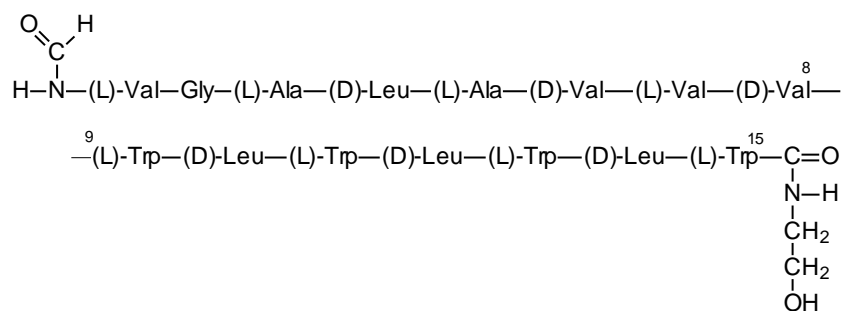 O H
C
H—N—(L)-Val—Gly—(L)-Ala—(D)-Leu—(L)-Ala—(D)-Val—(L)-Val—(D)-Val—
8
9
—(L)-Trp—(D)-Leu—(L)-Trp—(D)-Leu—(L)-Trp—(D)-Leu—(L)-Trp—C=O
15
N—H
CH2
CH2
OH